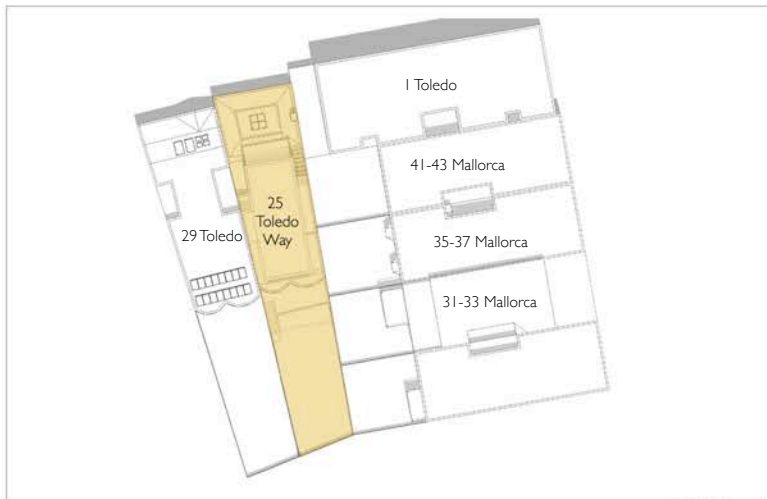 1 Toledo
41-43 Mallorca
25
Toledo
Way
29 Toledo
35-37 Mallorca
31-33 Mallorca